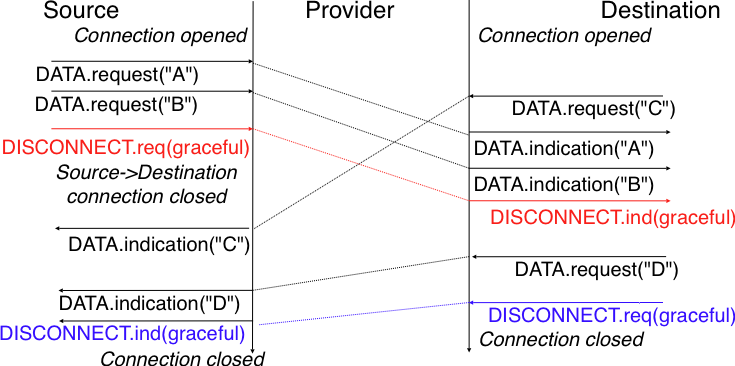 Source Provider Destination
Connection opened Connection opened
DATA.request("A")
DATA.request("B")
DATA.request("C")
DISCONNECT.req(graceful)
DATA.indication("A")
Source->Destination
connection closed
DATA.indication("B")
DISCONNECT.ind(graceful)
DATA.indication("C")
DATA.request("D")
DATA.indication("D")
DISCONNECT.req(graceful)
DISCONNECT.ind(graceful)
Connection closed
Connection closed